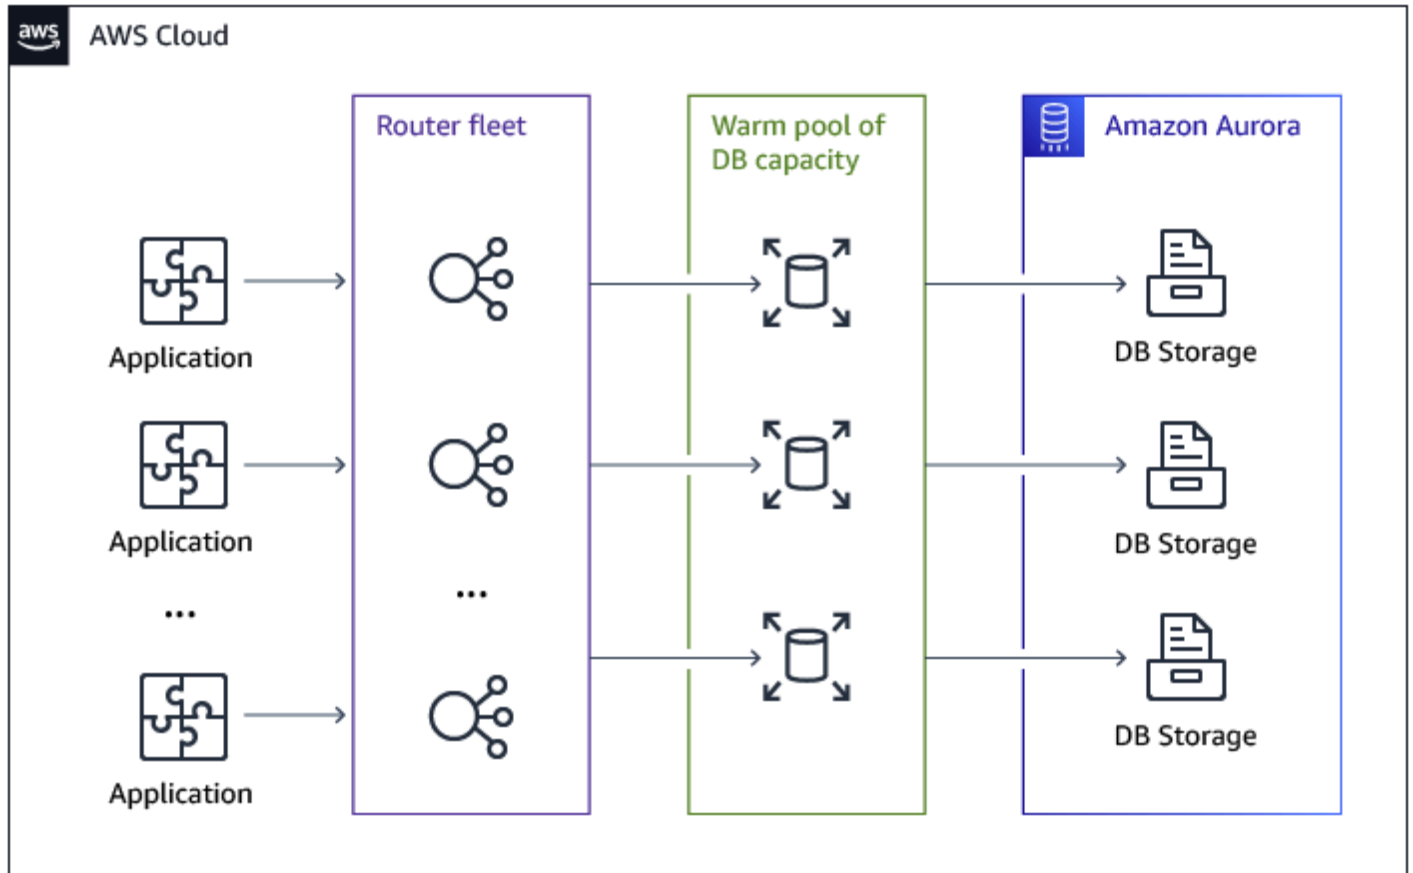 aws
AWS Cloud
Router fleet
Warm pool of
DB capacity
Amazon Aurora
Application
DB Storage
Application
DB Storage
...
...
DB Storage
Application